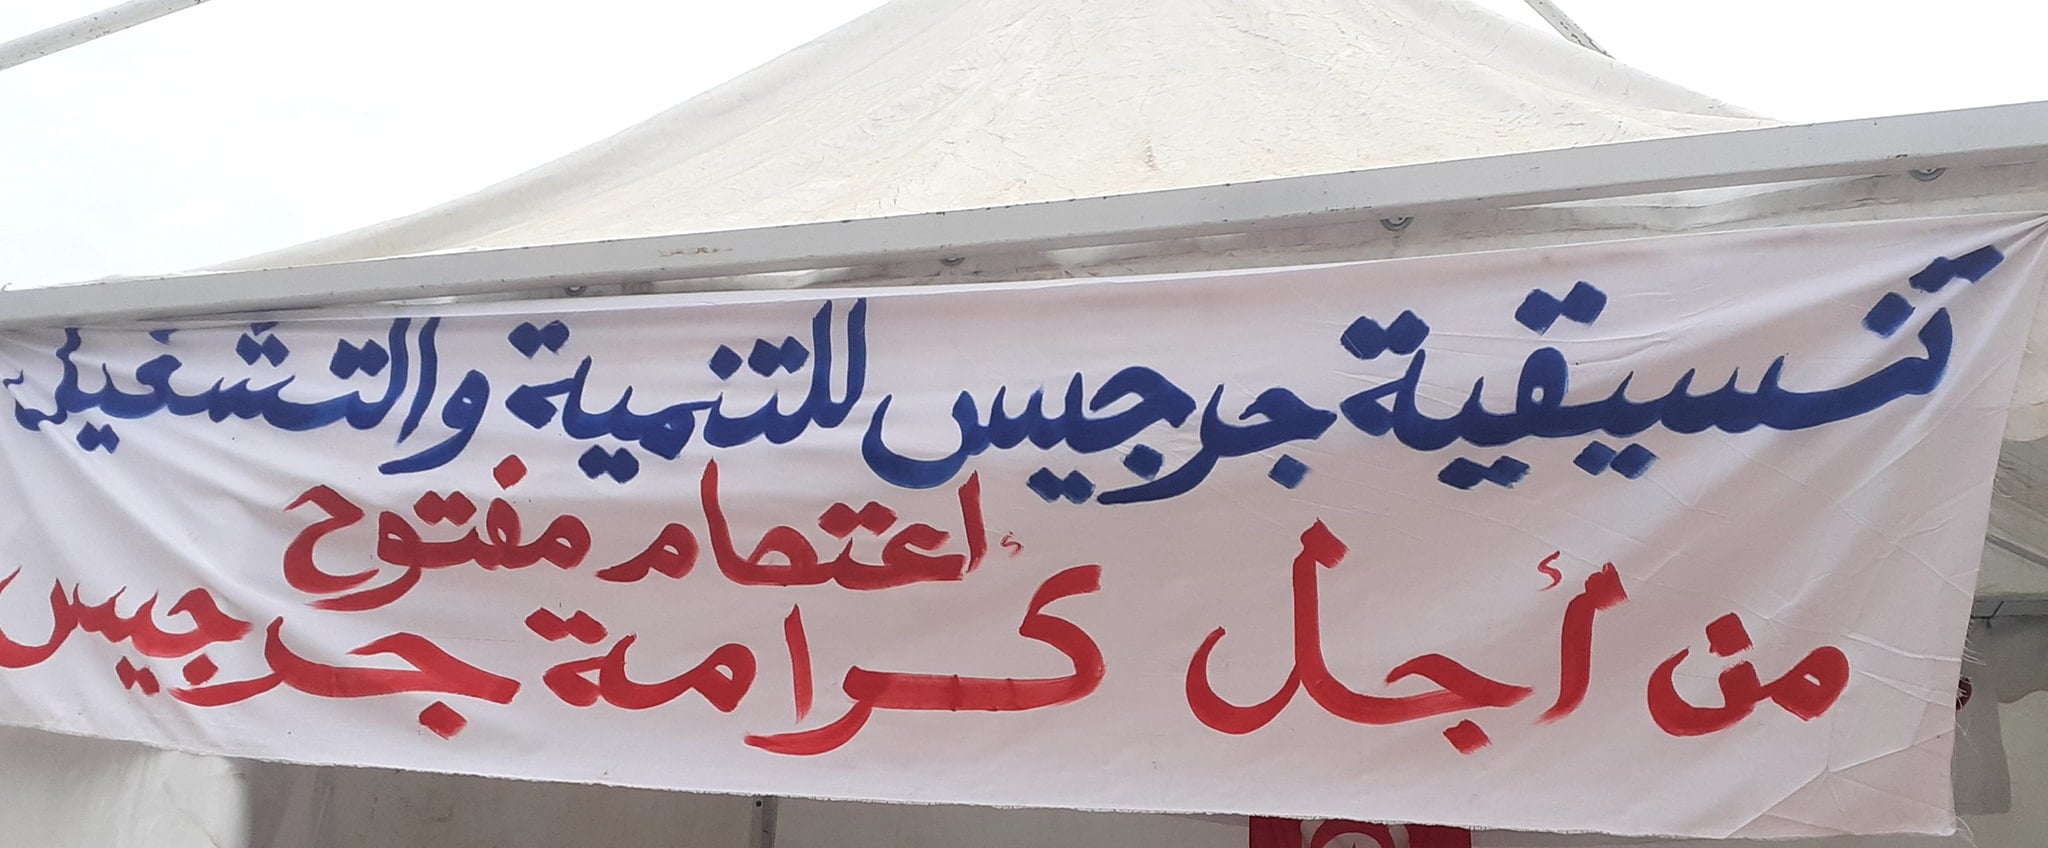 تنسيقية جرجيس للتنمية والتشغيل
اعتصام مفتوح
من أجل كرامة جرجيس